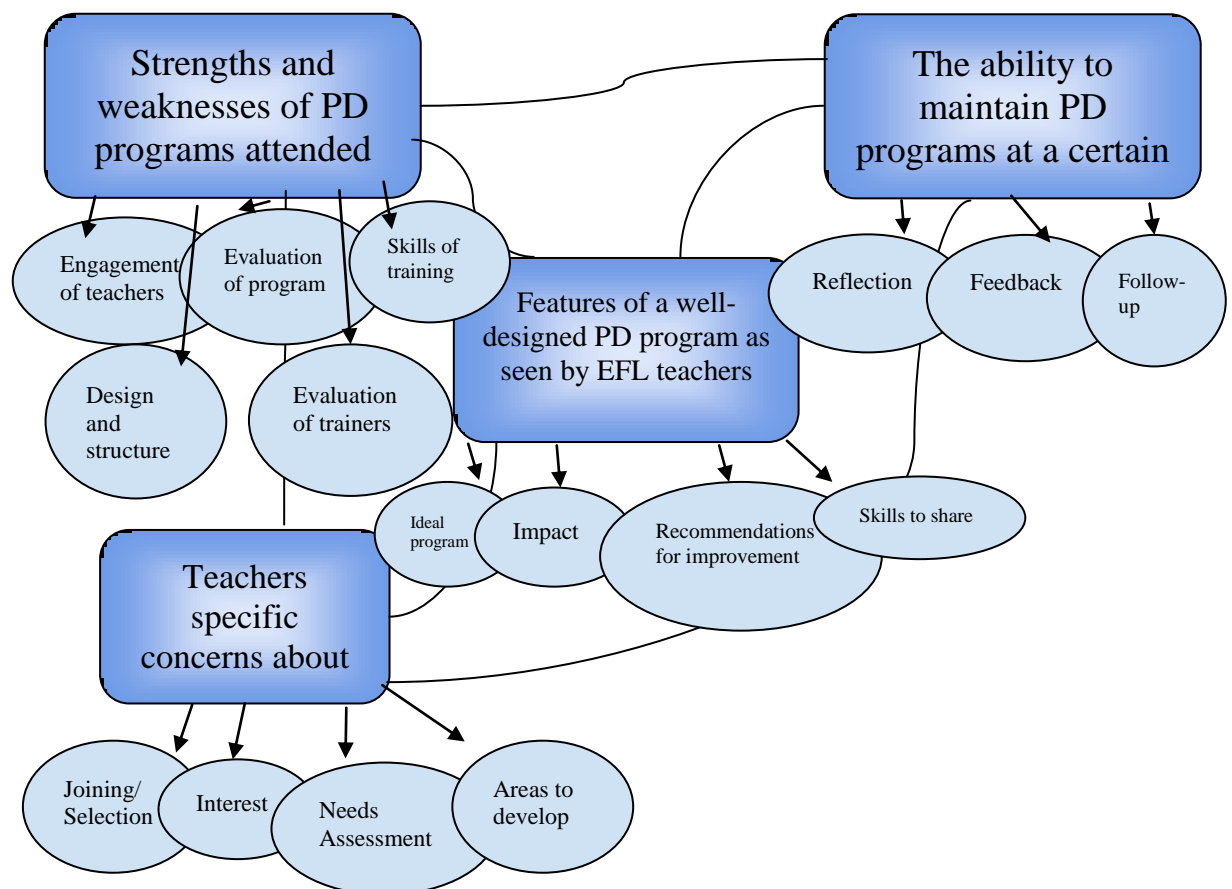 Strengths and
weaknesses of PD
programs attended
The ability to
maintain PD
programs at a certain
Engagement
of teachers
Evaluation
of program
Skills of
training
Reflection
Feedback
Follow-
up
Features of a well-
designed PD program as
seen by EFL teachers
Design
and
structure
Evaluation
of trainers
Ideal
program
Impact
Recommendations
for improvement
Skills to share
Teachers
specific
concerns about
Joining/
Selection
Interest
Needs
Assessment
Areas to
develop